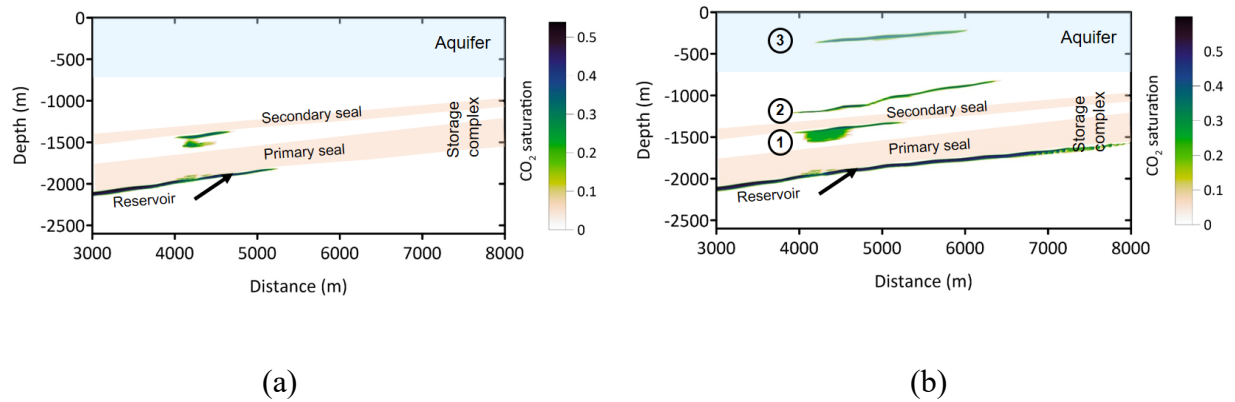 0
-500
-1000
-1500
-2000
-2500
Depth (m)
Aquifer
Secondary seal
Primary seal
Storage
complex
Reservoir
3000
4000
5000
6000
7000
8000
Distance (m)
0.5
0.4
0.3
0.2
0.1
0
CO₂ saturation
(a)
0
-500
-1000
-1500
-2000
-2500
Depth (m)
3
Aquifer
2
Secondary seal
1
Primary seal
Storage
complex
Reservoir
3000
4000
5000
6000
7000
8000
Distance (m)
0.5
0.4
0.3
0.2
0.1
0
CO₂ saturation
(b)